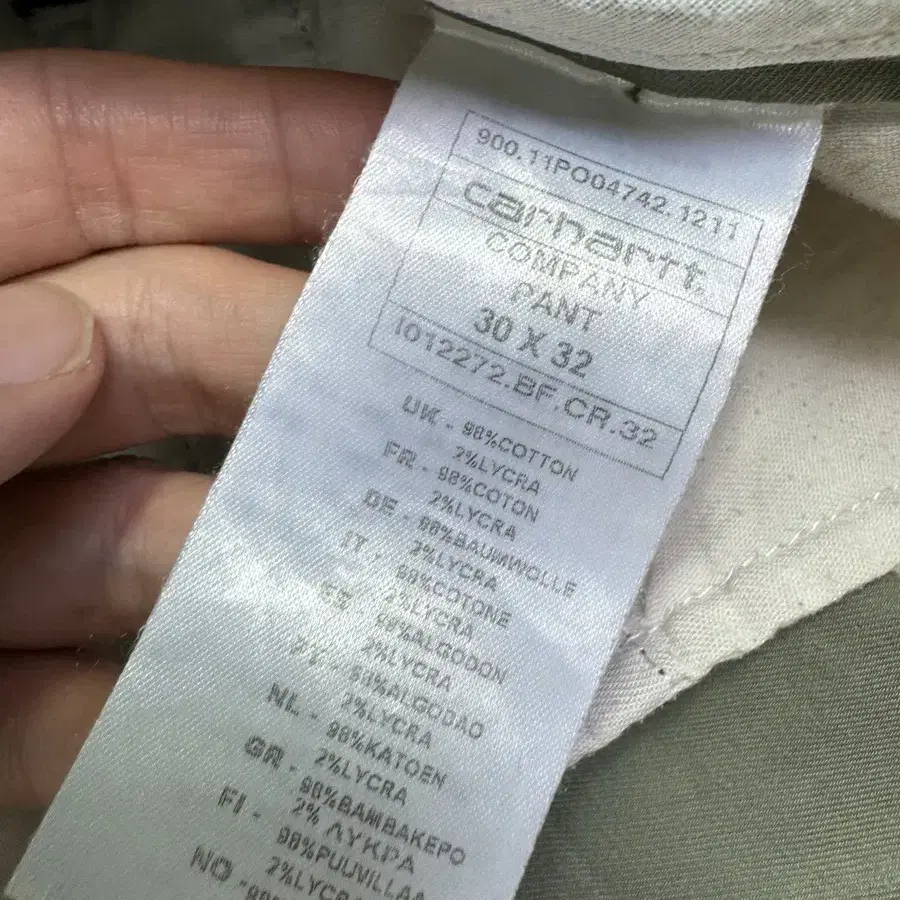 900.11PO04742.1211
carhartt.
COMPANY
PANT
30 X 32
I012272.BF.CR.32
UK - 98%COTTON
2%LYCRA
FR - 98%COTON
2%LYCRA
DE - 98%BAUMWOLLE
2%LYCRA
IT - 98%COTONE
2%LYCRA
ES - 98%ALGODON
2%LYCRA
PT - 98%ALGODAO
2%LYCRA
NL - 98%KATOEN
2%LYCRA
GR - 98%BAMBAKEPO
2% ΛΥΚΡΑ
FI - 98%PUUVILLAA
2%LYCRA
NO -